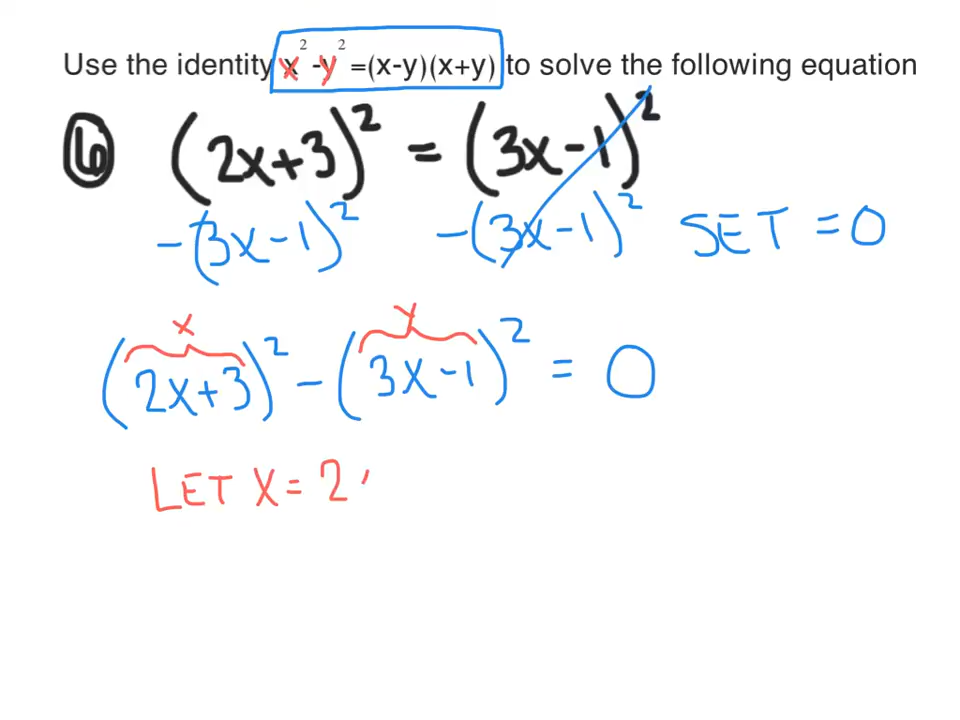 Use the identity x² - y² =(x-y)(x+y) to solve the following equation
6 (2x+3)² = (3x-1)²
-(3x-1)² -(3x-1)² SET = 0
x y
(2x+3)² - (3x-1)² = 0
LET X = 2